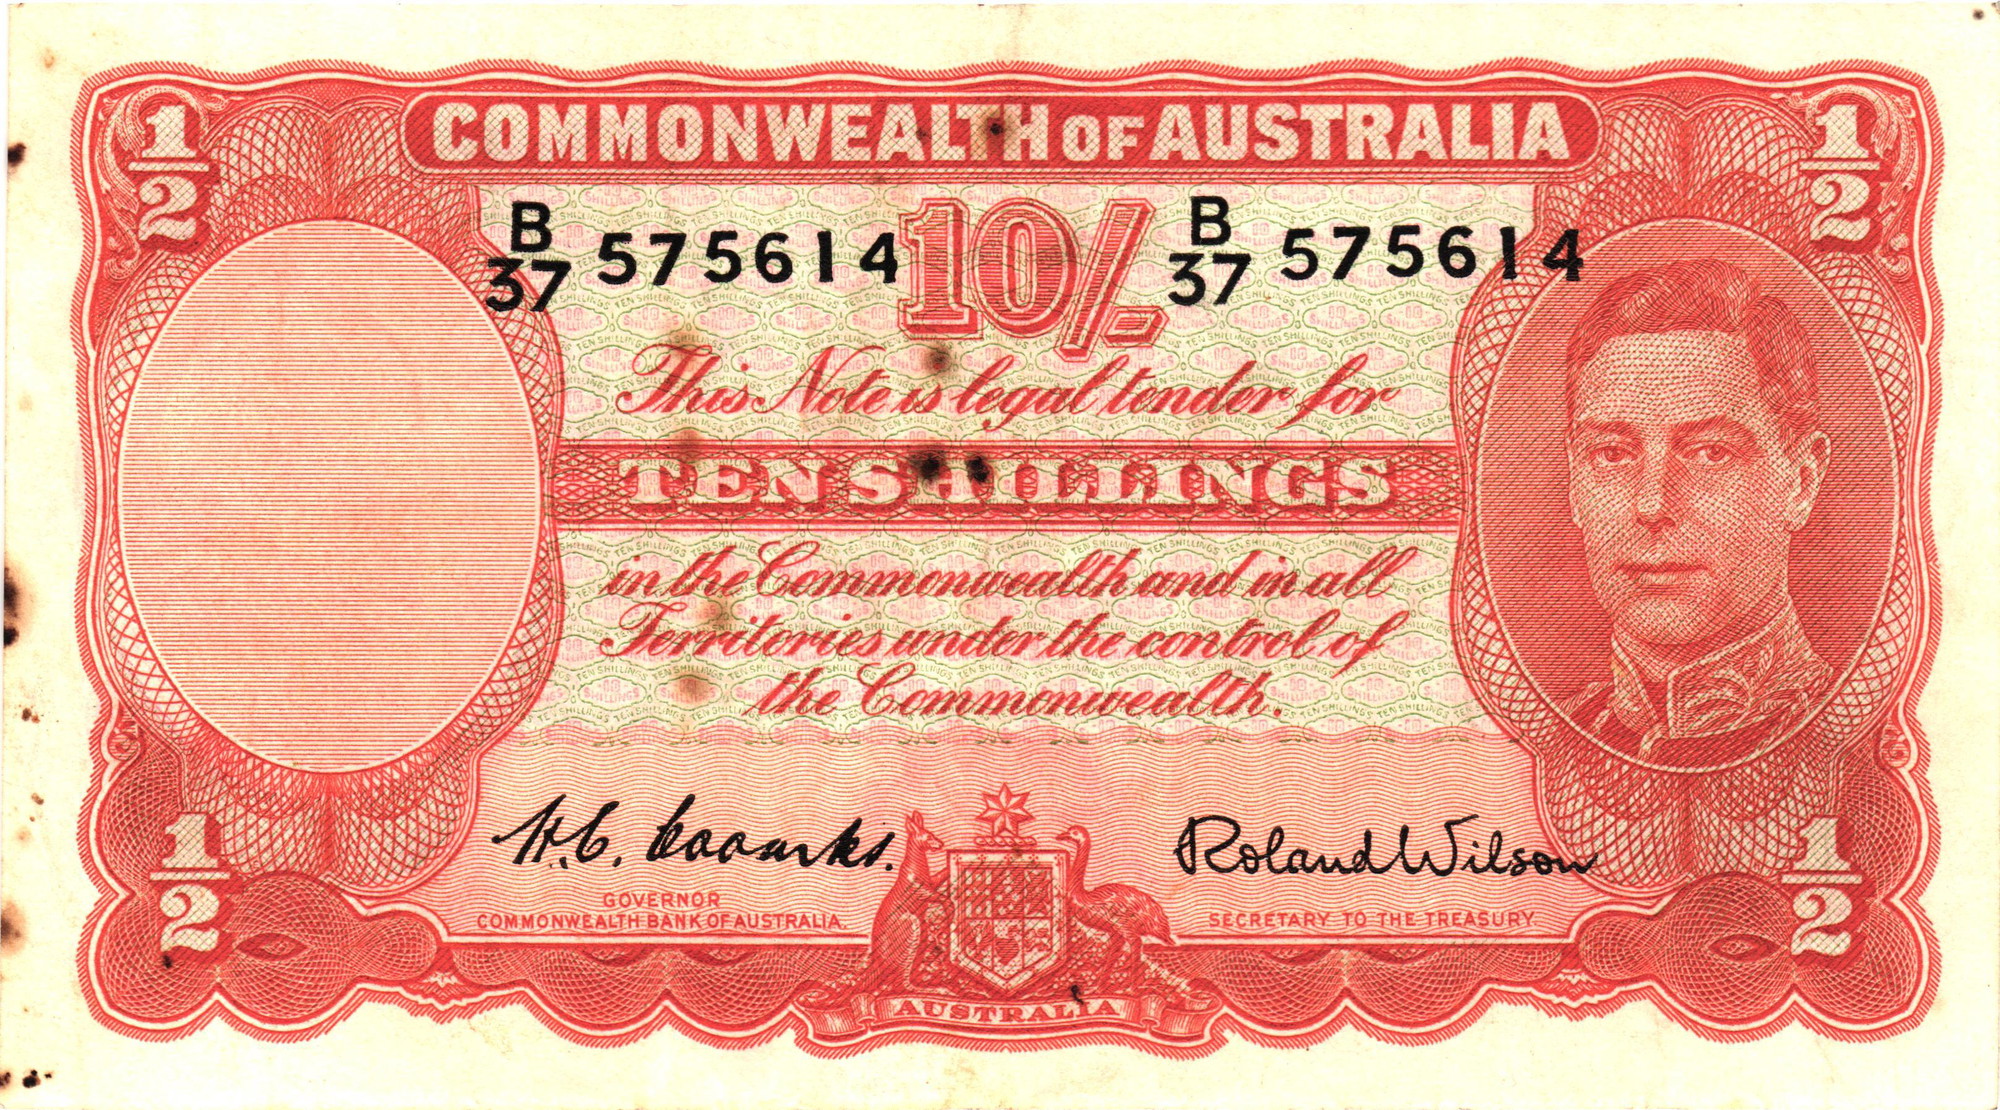 COMMONWEALTH OF AUSTRALIA
1/2
1/2
B/37 575614
10/-
B/37 575614
This Note is legal tender for
TEN SHILLINGS
in the Commonwealth and in all
Territories under the control of
the Commonwealth.
H.C. Coombs.
Roland Wilson
GOVERNOR
COMMONWEALTH BANK OF AUSTRALIA.
SECRETARY TO THE TREASURY.
1/2
1/2
AUSTRALIA